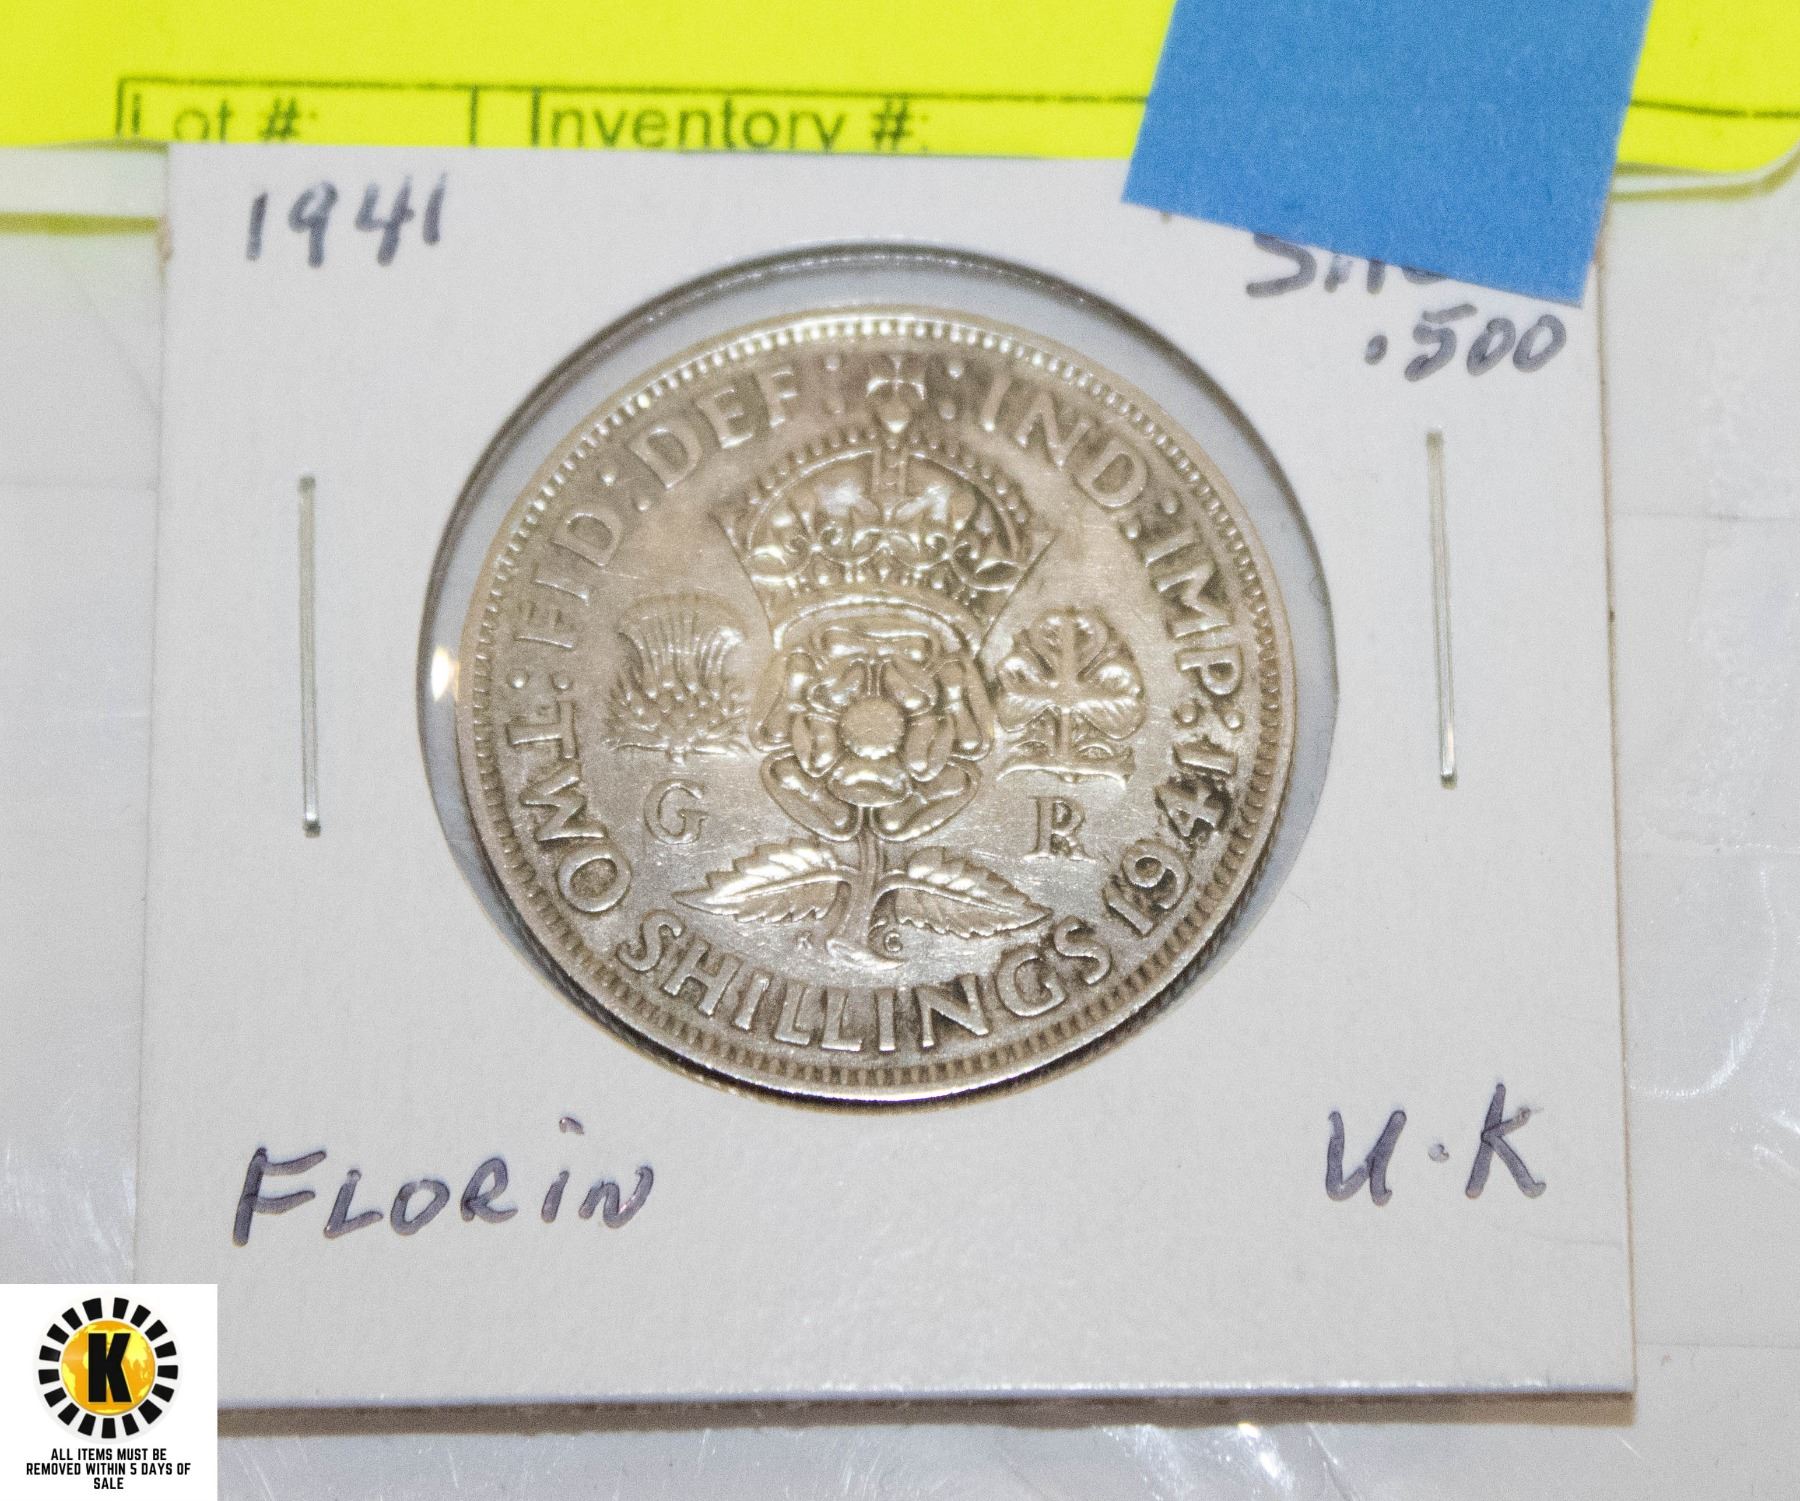 Lot #: Inventory #:
1941
.500
FID: DEF: IND: IMP: 1941
TWO SHILLINGS
G R
K G
FLORIN
U.K
K
ALL ITEMS MUST BE
REMOVED WITHIN 5 DAYS OF
SALE